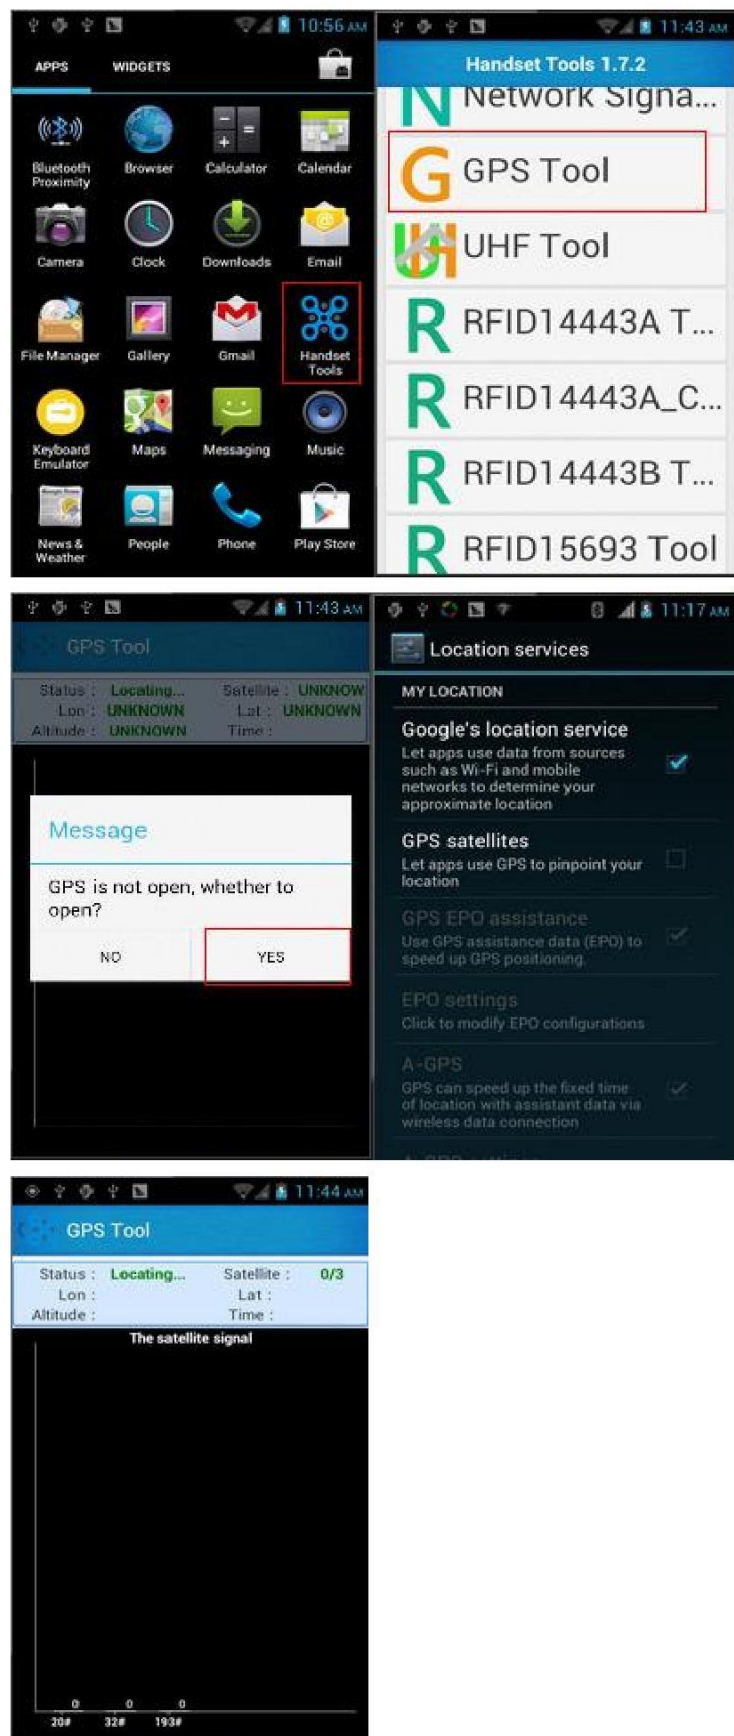 10:56 AM
APPS WIDGETS
Bluetooth Proximity
Browser
Calculator
Calendar
Camera
Clock
Downloads
Email
File Manager
Gallery
Gmail
Handset Tools
Keyboard Emulator
Maps
Messaging
Music
News & Weather
People
Phone
Play Store
11:43 AM
Handset Tools 1.7.2
Network Signa...
GPS Tool
UHF Tool
RFID14443A T...
RFID14443A_C...
RFID14443B T...
RFID15693 Tool
11:43 AM
GPS Tool
Status : Locating... Satellite : UNKNOW
Lon : UNKNOWN Lat : UNKNOWN
Altitude : UNKNOWN Time :
Message
GPS is not open, whether to
open?
NO YES
11:17 AM
Location services
MY LOCATION
Google's location service
Let apps use data from sources
such as Wi-Fi and mobile
networks to determine your
approximate location
GPS satellites
Let apps use GPS to pinpoint your
location
GPS EPO assistance
Use GPS assistance data (EPO) to
speed up GPS positioning.
EPO settings
Click to modify EPO configurations
A-GPS
GPS can speed up the fixed time
of location with assistant data via
wireless data connection
11:44 AM
GPS Tool
Status : Locating... Satellite : 0/3
Lon : Lat :
Altitude : Time :
The satellite signal
0 0 0
20# 32# 193#